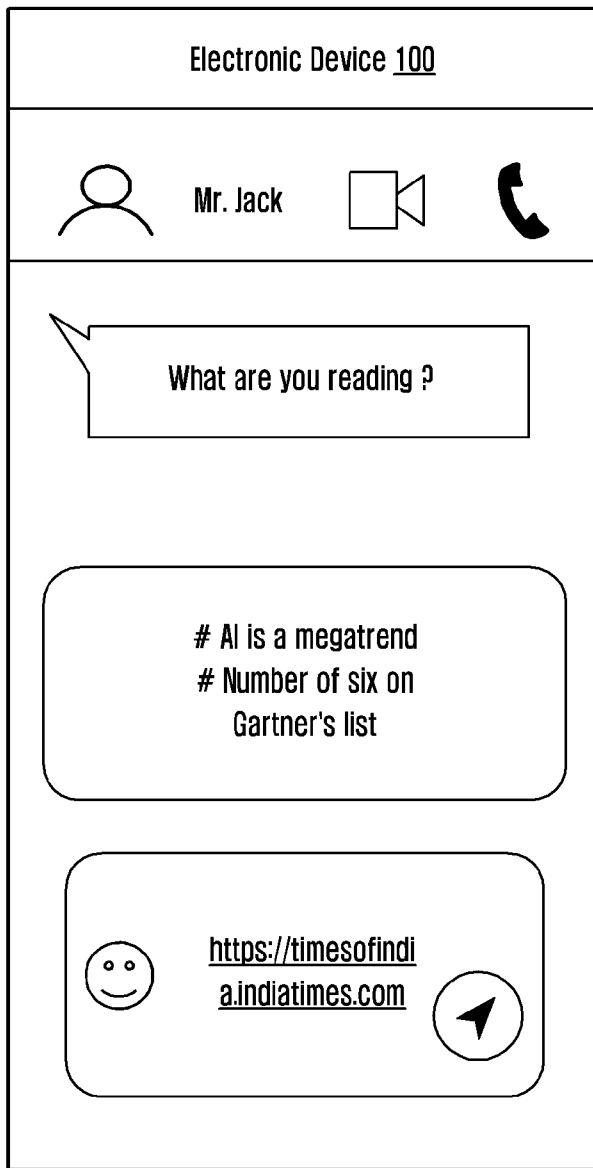 Electronic Device 100
Mr. Jack
What are you reading ?
# AI is a megatrend
# Number of six on
Gartner's list
https://timesofindi
a.indiatimes.com